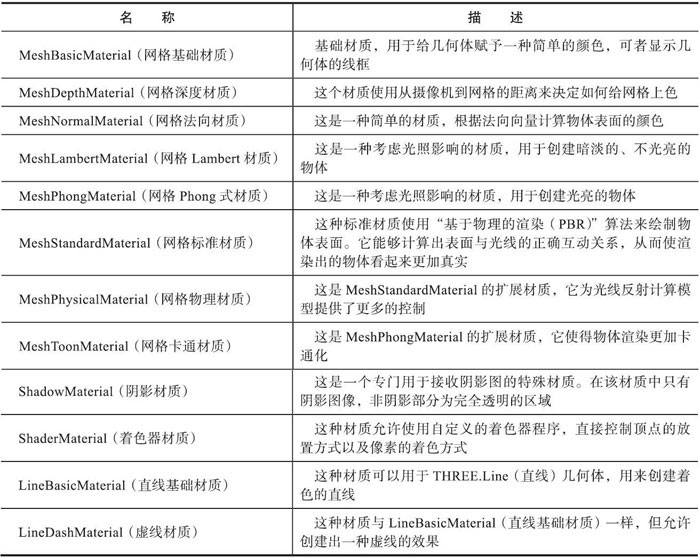 名 称 描 述
MeshBasicMaterial（网格基础材质） 基础材质，用于给几何体赋予一种简单的颜色，可者显示几
何体的线框
MeshDepthMaterial（网格深度材质） 这个材质使用从摄像机到网格的距离来决定如何给网格上色
MeshNormalMaterial（网格法向材质） 这是一种简单的材质，根据法向向量计算物体表面的颜色
MeshLambertMaterial（网格 Lambert 材质） 这是一种考虑光照影响的材质，用于创建暗淡的、不光亮的
物体
MeshPhongMaterial（网格 Phong 式材质） 这是一种考虑光照影响的材质，用于创建光亮的物体
MeshStandardMaterial（网格标准材质） 这种标准材质使用“基于物理的渲染（PBR）”算法来绘制物
体表面。它能够计算出表面与光线的正确互动关系，从而使渲
染出的物体看起来更加真实
MeshPhysicalMaterial（网格物理材质） 这是 MeshStandardMaterial 的扩展材质，它为光线反射计算模
型提供了更多的控制
MeshToonMaterial（网格卡通材质） 这是 MeshPhongMaterial 的扩展材质，它使得物体渲染更加卡
通化
ShadowMaterial（阴影材质） 这是一个专门用于接收阴影图的特殊材质。在该材质中只有
阴影图像，非阴影部分为完全透明的区域
ShaderMaterial（着色器材质） 这种材质允许使用自定义的着色器程序，直接控制顶点的放
置方式以及像素的着色方式
LineBasicMaterial（直线基础材质） 这种材质可以用于 THREE.Line（直线）几何体，用来创建着
色的直线
LineDashMaterial（虚线材质） 这种材质与 LineBasicMaterial（直线基础材质）一样，但允许
创建出一种虚线的效果